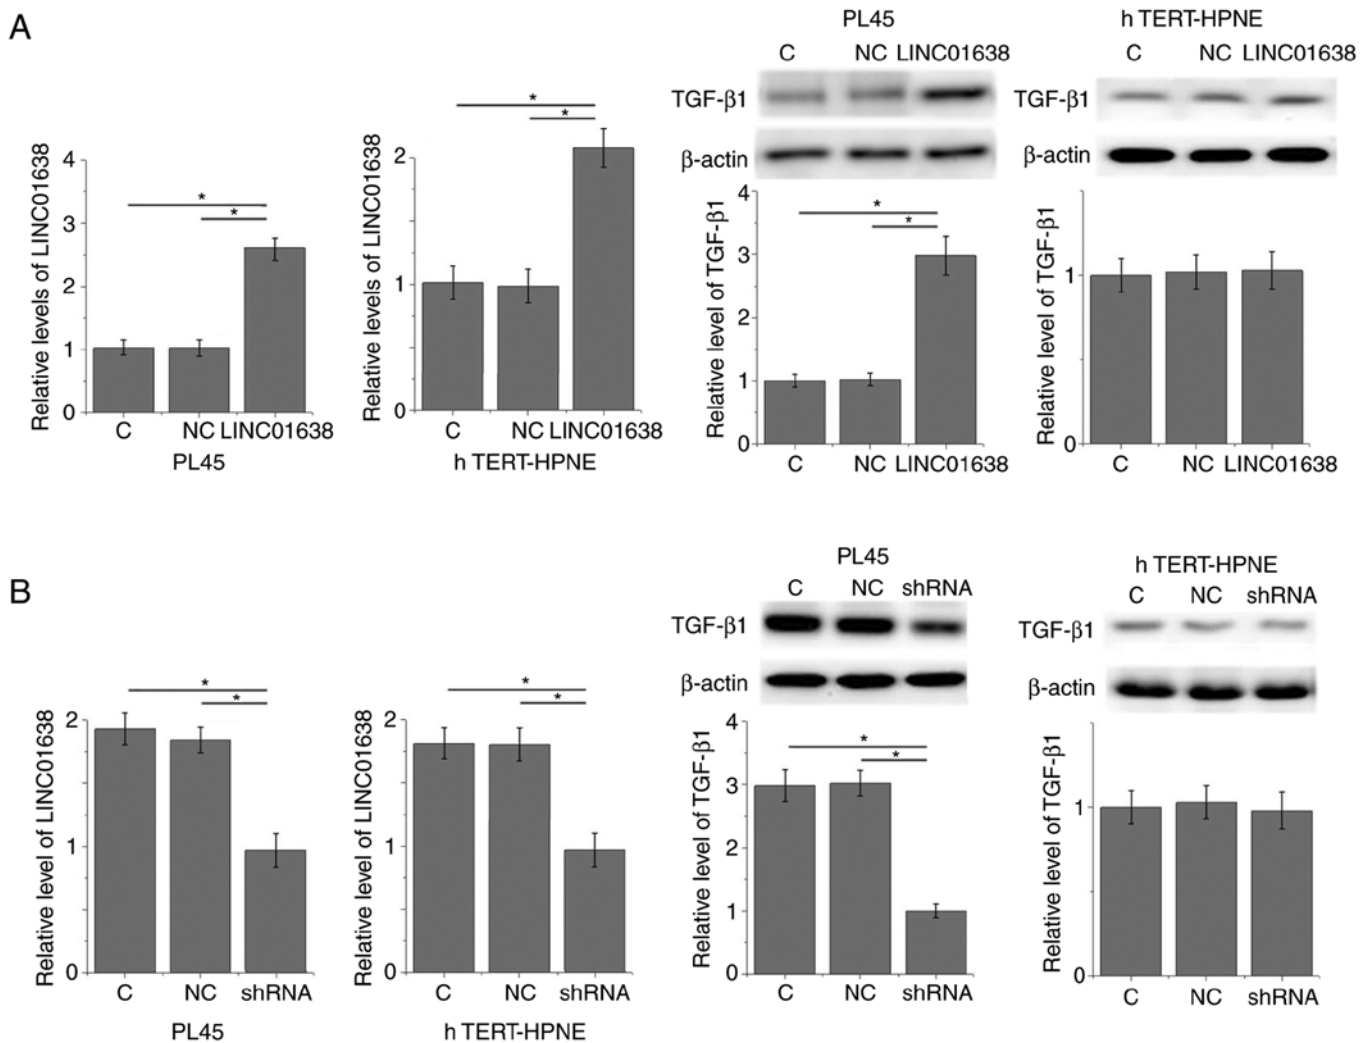 A
Relative levels of LINC01638
4
3
2
1
0
*
*
C NC LINC01638
PL45
Relative levels of LINC01638
2
1
0
*
*
C NC LINC01638
h TERT-HPNE
PL45
C NC LINC01638
TGF-β1
β-actin
Relative level of TGF-β1
4
3
2
1
0
*
*
C NC LINC01638
h TERT-HPNE
C NC LINC01638
TGF-β1
β-actin
Relative level of TGF-β1
1
0
C NC LINC01638
B
Relative level of LINC01638
2
1
0
*
*
C NC shRNA
PL45
Relative level of LINC01638
2
1
0
*
*
C NC shRNA
h TERT-HPNE
PL45
C NC shRNA
TGF-β1
β-actin
Relative level of TGF-β1
4
3
2
1
0
*
*
C NC shRNA
h TERT-HPNE
C NC shRNA
TGF-β1
β-actin
Relative level of TGF-β1
1
0
C NC shRNA